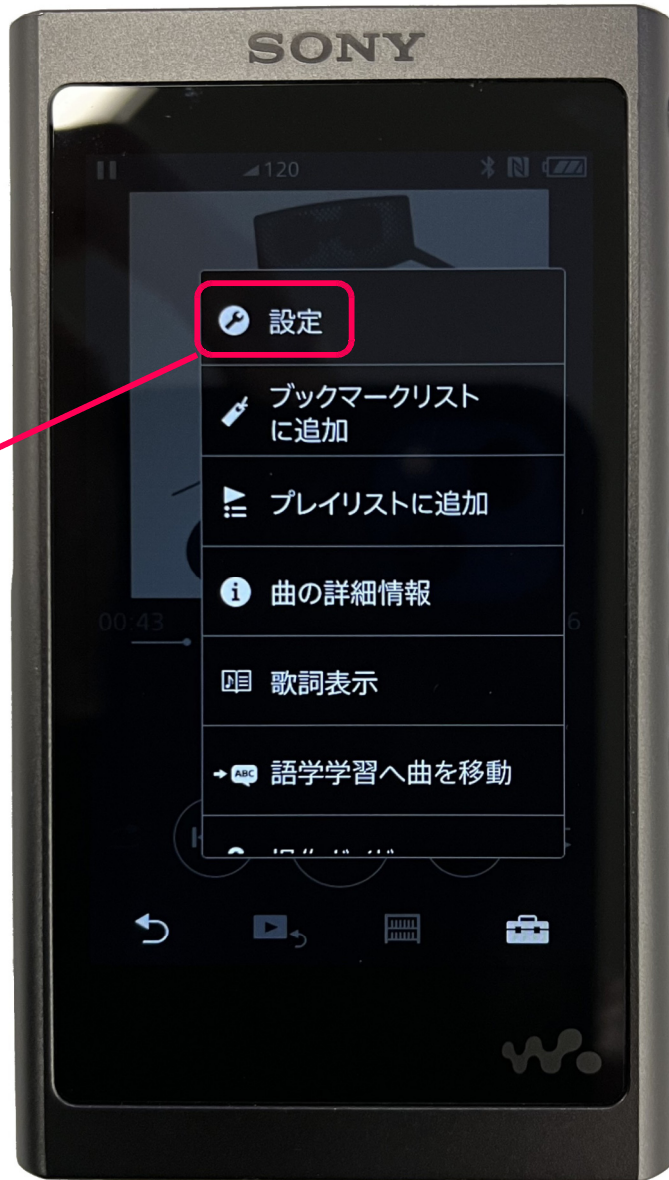 SONY
120
設定
ブックマークリスト
に追加
プレイリストに追加
曲の詳細情報
00:43
6
歌詞表示
ABC
語学学習へ曲を移動